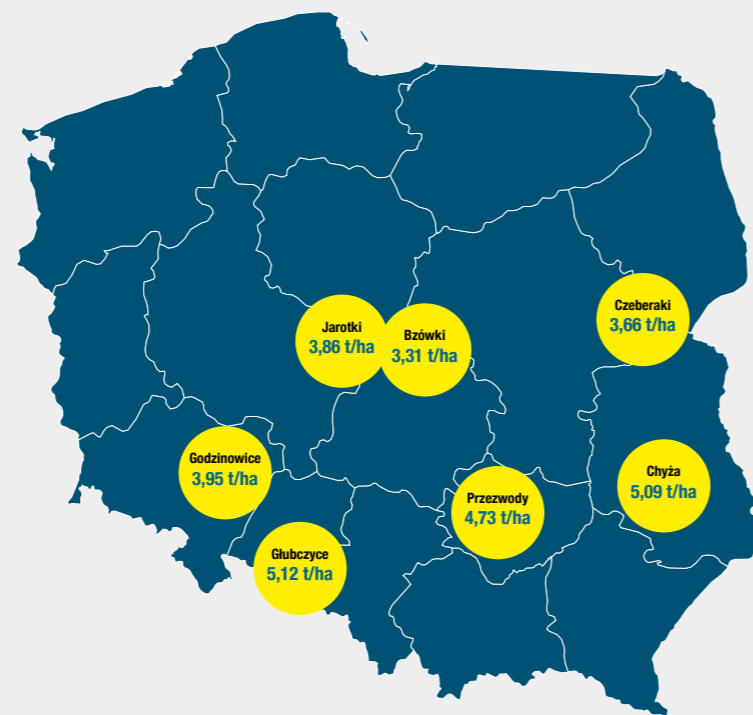 Czeberaki
3,66 t/ha
Jarotki
3,86 t/ha
Bzówki
3,31 t/ha
Godzinowice
3,95 t/ha
Chyża
5,09 t/ha
Przezwody
4,73 t/ha
Głubczyce
5,12 t/ha